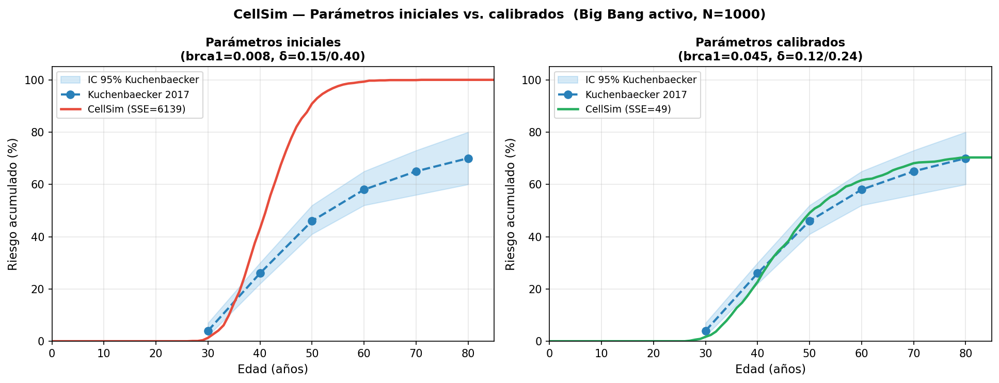 CellSim — Parámetros iniciales vs. calibrados  (Big Bang activo, N=1000)
Parámetros iniciales
(brca1=0.008, δ=0.15/0.40)
IC 95% Kuchenbaecker
Kuchenbaecker 2017
CellSim (SSE=6139)
Riesgo acumulado (%)
100
80
60
40
20
0
0 10 20 30 40 50 60 70 80
Edad (años)
Parámetros calibrados
(brca1=0.045, δ=0.12/0.24)
IC 95% Kuchenbaecker
Kuchenbaecker 2017
CellSim (SSE=49)
Riesgo acumulado (%)
100
80
60
40
20
0
0 10 20 30 40 50 60 70 80
Edad (años)